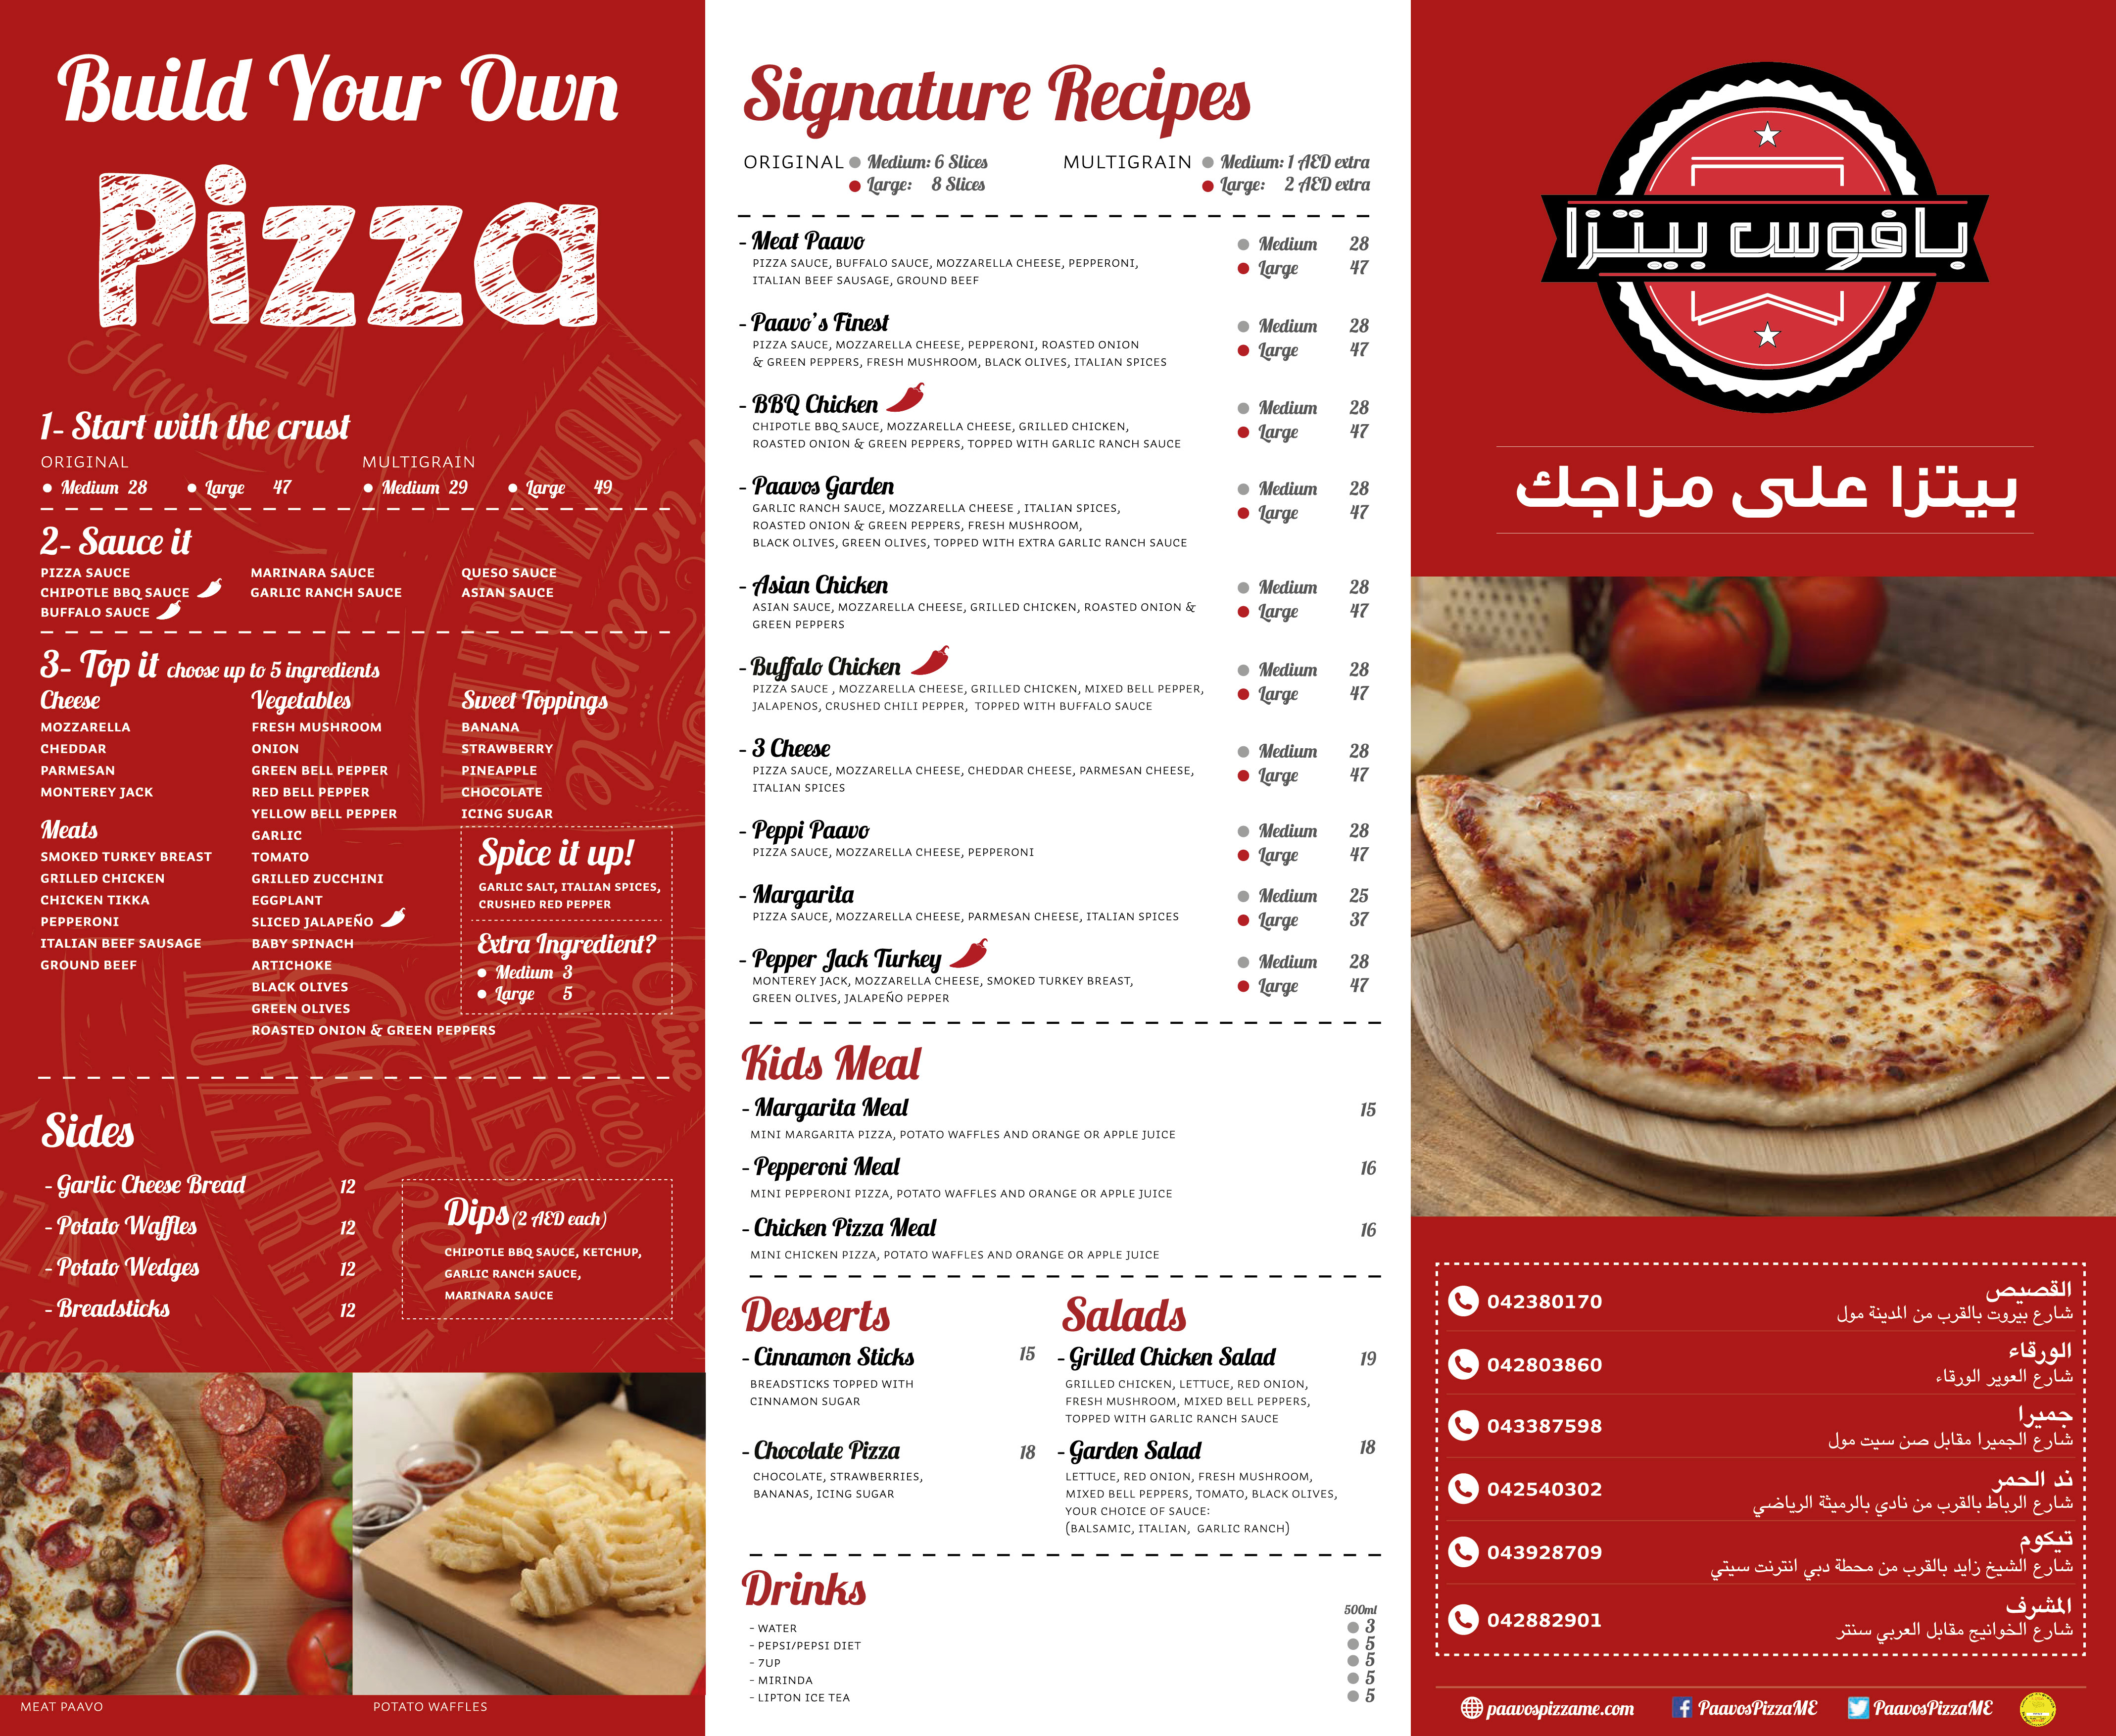 Build Your Own
Pizza
1- Start with the crust
ORIGINAL
Medium 28
Large 47
MULTIGRAIN
Medium 29
Large 49
2- Sauce it
PIZZA SAUCE
CHIPOTLE BBQ SAUCE
BUFFALO SAUCE
MARINARA SAUCE
GARLIC RANCH SAUCE
QUESO SAUCE
ASIAN SAUCE
3- Top it choose up to 5 ingredients
Cheese
MOZZARELLA
CHEDDAR
PARMESAN
MONTEREY JACK
Meats
SMOKED TURKEY BREAST
GRILLED CHICKEN
CHICKEN TIKKA
PEPPERONI
ITALIAN BEEF SAUSAGE
GROUND BEEF
Vegetables
FRESH MUSHROOM
ONION
GREEN BELL PEPPER
RED BELL PEPPER
YELLOW BELL PEPPER
GARLIC
TOMATO
GRILLED ZUCCHINI
EGGPLANT
SLICED JALAPEÑO
BABY SPINACH
ARTICHOKE
BLACK OLIVES
GREEN OLIVES
ROASTED ONION & GREEN PEPPERS
Sweet Toppings
BANANA
STRAWBERRY
PINEAPPLE
CHOCOLATE
ICING SUGAR
Spice it up!
GARLIC SALT, ITALIAN SPICES,
CRUSHED RED PEPPER
Extra Ingredient?
Medium 3
Large 5
Sides
- Garlic Cheese Bread 12
- Potato Waffles 12
- Potato Wedges 12
- Breadsticks 12
Dips (2 AED each)
CHIPOTLE BBQ SAUCE, KETCHUP,
GARLIC RANCH SAUCE,
MARINARA SAUCE
MEAT PAAVO
POTATO WAFFLES
Signature Recipes
ORIGINAL Medium: 6 Slices
Large: 8 Slices
MULTIGRAIN Medium: 1 AED extra
Large: 2 AED extra
- Meat Paavo
PIZZA SAUCE, BUFFALO SAUCE, MOZZARELLA CHEESE, PEPPERONI,
ITALIAN BEEF SAUSAGE, GROUND BEEF
Medium 28
Large 47
- Paavo's Finest
PIZZA SAUCE, MOZZARELLA CHEESE, PEPPERONI, ROASTED ONION
& GREEN PEPPERS, FRESH MUSHROOM, BLACK OLIVES, ITALIAN SPICES
Medium 28
Large 47
- BBQ Chicken
CHIPOTLE BBQ SAUCE, MOZZARELLA CHEESE, GRILLED CHICKEN,
ROASTED ONION & GREEN PEPPERS, TOPPED WITH GARLIC RANCH SAUCE
Medium 28
Large 47
- Paavos Garden
GARLIC RANCH SAUCE, MOZZARELLA CHEESE , ITALIAN SPICES,
ROASTED ONION & GREEN PEPPERS, FRESH MUSHROOM,
BLACK OLIVES, GREEN OLIVES, TOPPED WITH EXTRA GARLIC RANCH SAUCE
Medium 28
Large 47
- Asian Chicken
ASIAN SAUCE, MOZZARELLA CHEESE, GRILLED CHICKEN, ROASTED ONION &
GREEN PEPPERS
Medium 28
Large 47
- Buffalo Chicken
PIZZA SAUCE , MOZZARELLA CHEESE, GRILLED CHICKEN, MIXED BELL PEPPER,
JALAPENOS, CRUSHED CHILI PEPPER, TOPPED WITH BUFFALO SAUCE
Medium 28
Large 47
- 3 Cheese
PIZZA SAUCE, MOZZARELLA CHEESE, CHEDDAR CHEESE, PARMESAN CHEESE,
ITALIAN SPICES
Medium 28
Large 47
- Peppi Paavo
PIZZA SAUCE, MOZZARELLA CHEESE, PEPPERONI
Medium 28
Large 47
- Margarita
PIZZA SAUCE, MOZZARELLA CHEESE, PARMESAN CHEESE, ITALIAN SPICES
Medium 25
Large 37
- Pepper Jack Turkey
MONTEREY JACK, MOZZARELLA CHEESE, SMOKED TURKEY BREAST,
GREEN OLIVES, JALAPEÑO PEPPER
Medium 28
Large 47
Kids Meal
- Margarita Meal 15
MINI MARGARITA PIZZA, POTATO WAFFLES AND ORANGE OR APPLE JUICE
- Pepperoni Meal 16
MINI PEPPERONI PIZZA, POTATO WAFFLES AND ORANGE OR APPLE JUICE
- Chicken Pizza Meal 16
MINI CHICKEN PIZZA, POTATO WAFFLES AND ORANGE OR APPLE JUICE
Desserts
- Cinnamon Sticks 15
BREADSTICKS TOPPED WITH
CINNAMON SUGAR
- Chocolate Pizza 18
CHOCOLATE, STRAWBERRIES,
BANANAS, ICING SUGAR
Salads
- Grilled Chicken Salad 19
GRILLED CHICKEN, LETTUCE, RED ONION,
FRESH MUSHROOM, MIXED BELL PEPPERS,
TOPPED WITH GARLIC RANCH SAUCE
- Garden Salad 18
LETTUCE, RED ONION, FRESH MUSHROOM,
MIXED BELL PEPPERS, TOMATO, BLACK OLIVES,
YOUR CHOICE OF SAUCE:
(BALSAMIC, ITALIAN, GARLIC RANCH)
Drinks
500ml
- WATER 3
- PEPSI/PEPSI DIET 5
- 7UP 5
- MIRINDA 5
- LIPTON ICE TEA 5
بافوس بيتزا
بيتزا على مزاجك
القصيص
042380170
شارع بيروت بالقرب من المدينة مول
الورقاء
042803860
شارع العوير الورقاء
جميرا
043387598
شارع الجميرا مقابل صن سيت مول
ند الحمر
042540302
شارع الرباط بالقرب من نادي بالرميثة الرياضي
تيكوم
043928709
شارع الشيخ زايد بالقرب من محطة دبي انترنت سيتي
المشرف
042882901
شارع الخوانيج مقابل العربي سنتر
paavospizzame.com
PaavosPizzaME
PaavosPizzaME